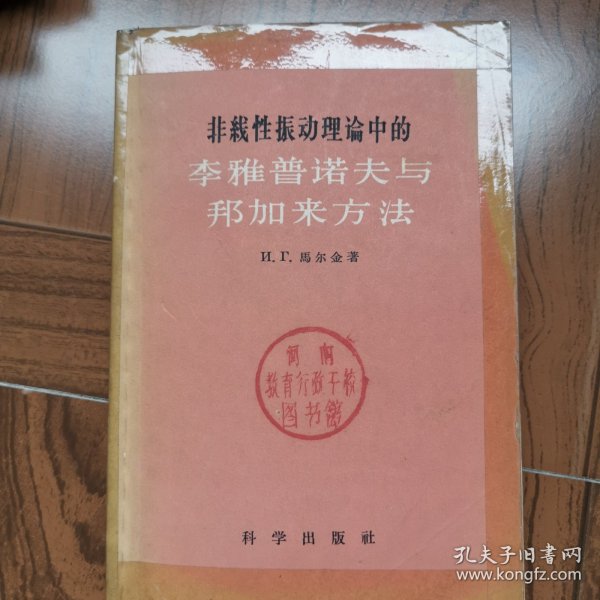 非线性振动理论中的
李雅普诺夫与
邦加来方法
И. Г. 馬尔金著
河南
教育行政干校
图书馆
科学出版社
孔夫子旧书网
www.kongfz.com